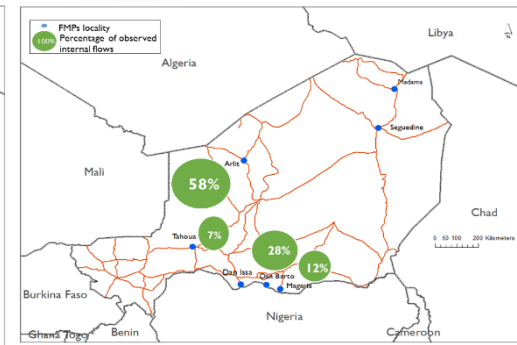 FMPs locality
100% Percentage of observed
internal flows
Libya
N
Algeria
Madama
Seguedine
Mali
Arlit
58%
Chad
Tahoua
7%
28%
12%
0 50 100 200 Kilometers
Dan Issa
Dan Barto
Magaria
Burkina Faso
Nigeria
Ghana Togo
Benin
Cameroon